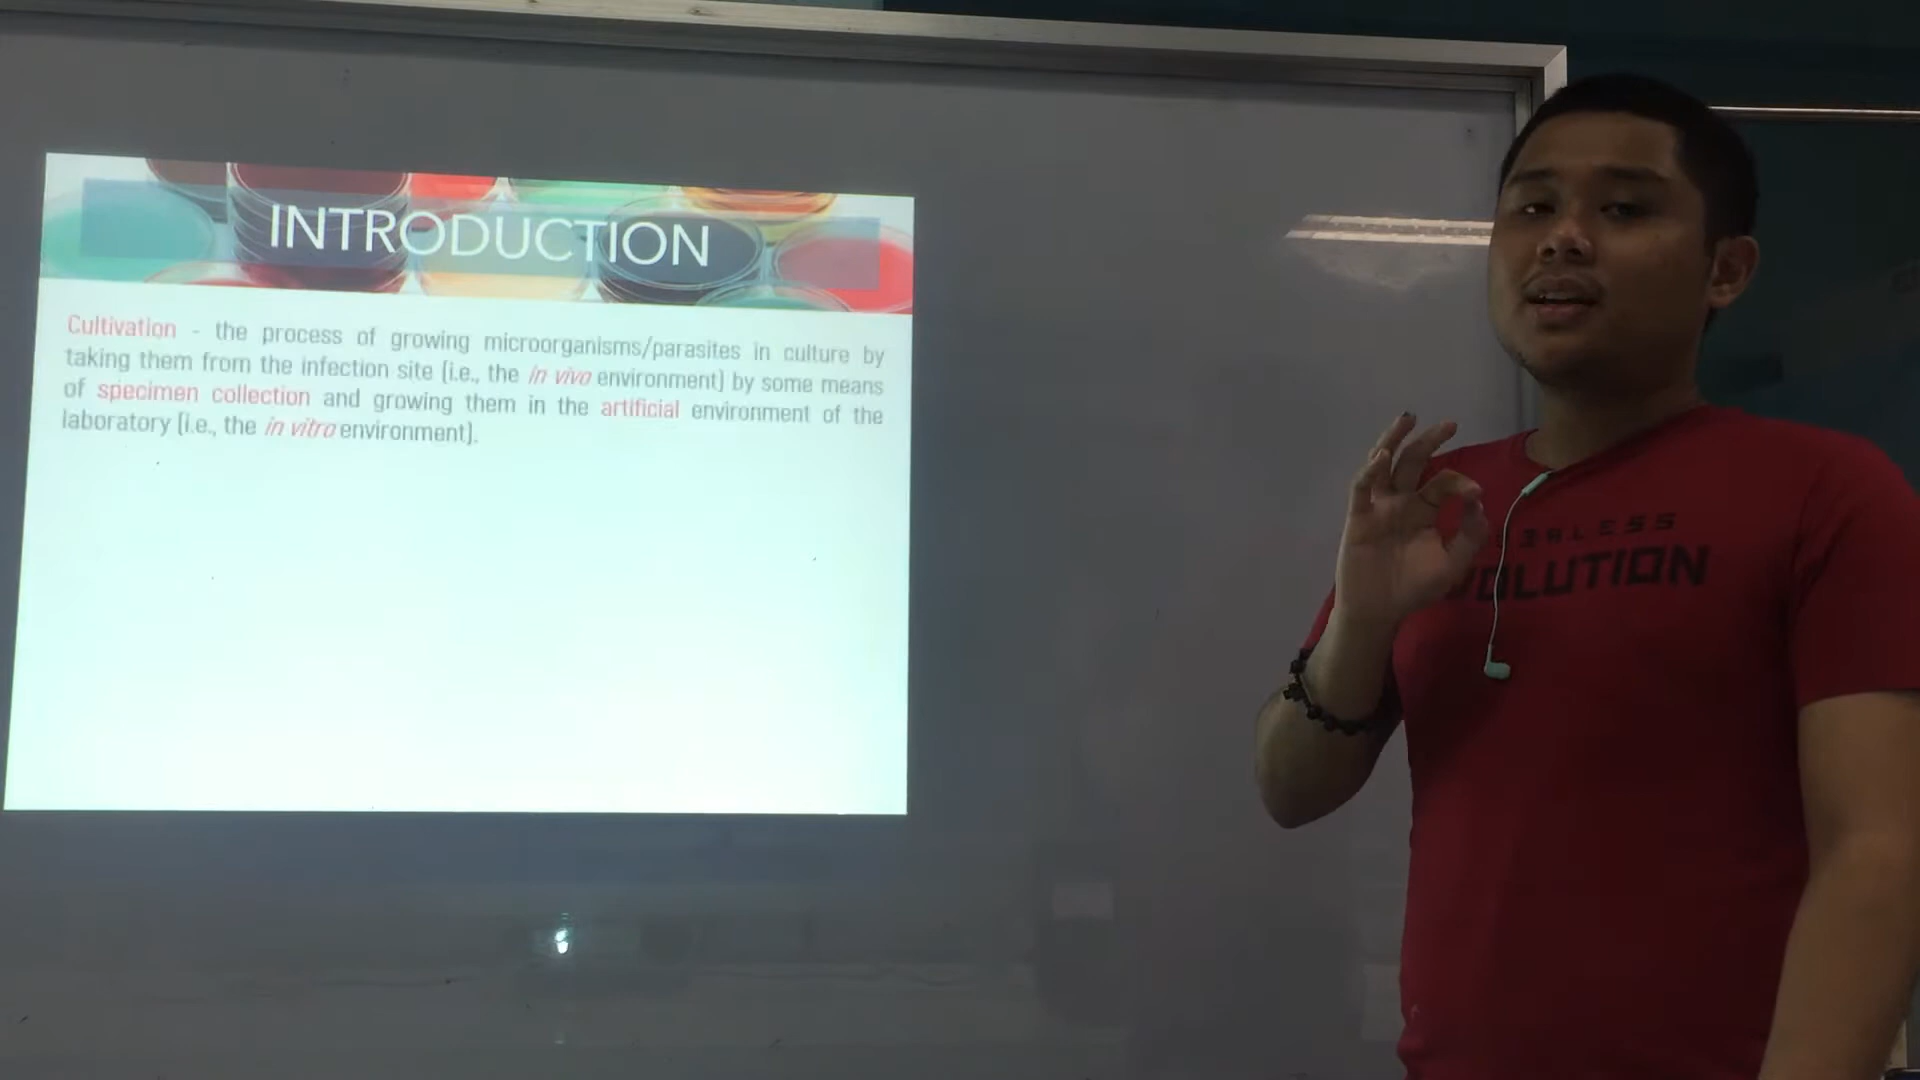 INTRODUCTION
Cultivation - the process of growing microorganisms/parasites in culture by
taking them from the infection site (i.e., the in vivo environment) by some means
of specimen collection and growing them in the artificial environment of the
laboratory (i.e., the in vitro environment).
OLUTION